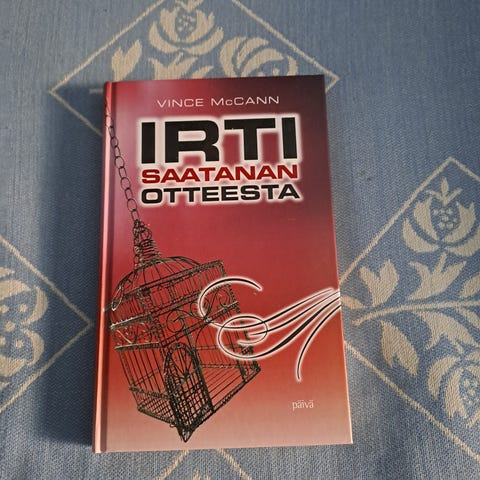 VINCE McCANN
IRTI
SAATANAN
OTTEESTA
päivä